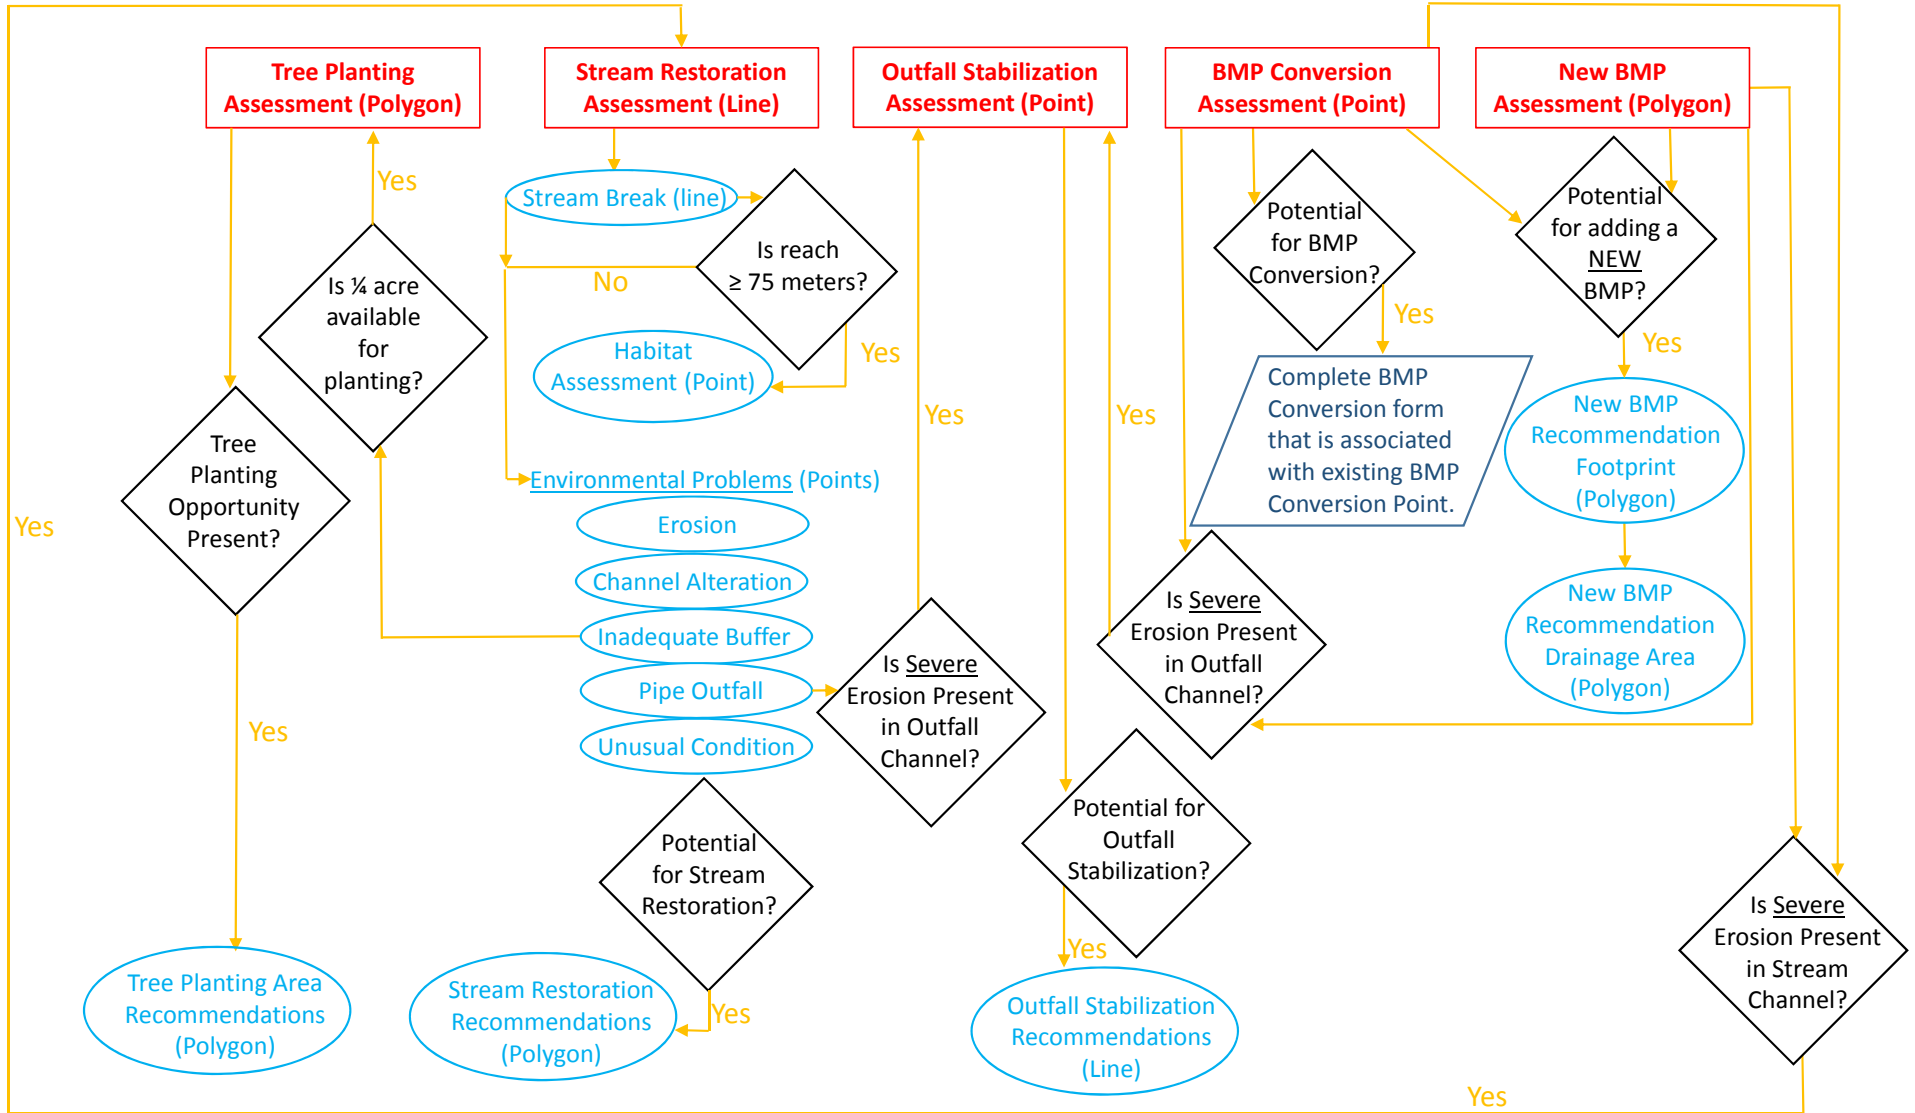 Tree Planting
Assessment (Polygon)
Stream Restoration
Assessment (Line)
Outfall Stabilization
Assessment (Point)
BMP Conversion
Assessment (Point)
New BMP
Assessment (Polygon)
Yes
Stream Break (line)
Is reach
≥ 75 meters?
No
Yes
Habitat
Assessment (Point)
Is ¼ acre
available
for
planting?
Tree
Planting
Opportunity
Present?
Yes
Yes
Environmental Problems (Points)
Erosion
Channel Alteration
Inadequate Buffer
Pipe Outfall
Unusual Condition
Yes
Is Severe
Erosion Present
in Outfall
Channel?
Yes
Potential
for BMP
Conversion?
Yes
Complete BMP
Conversion form
that is associated
with existing BMP
Conversion Point.
Potential
for adding a
NEW
BMP?
Yes
New BMP
Recommendation
Footprint
(Polygon)
New BMP
Recommendation
Drainage Area
(Polygon)
Is Severe
Erosion Present
in Outfall
Channel?
Potential for
Outfall
Stabilization?
Yes
Outfall Stabilization
Recommendations
(Line)
Potential
for Stream
Restoration?
Yes
Stream Restoration
Recommendations
(Polygon)
Tree Planting Area
Recommendations
(Polygon)
Is Severe
Erosion Present
in Stream
Channel?
Yes